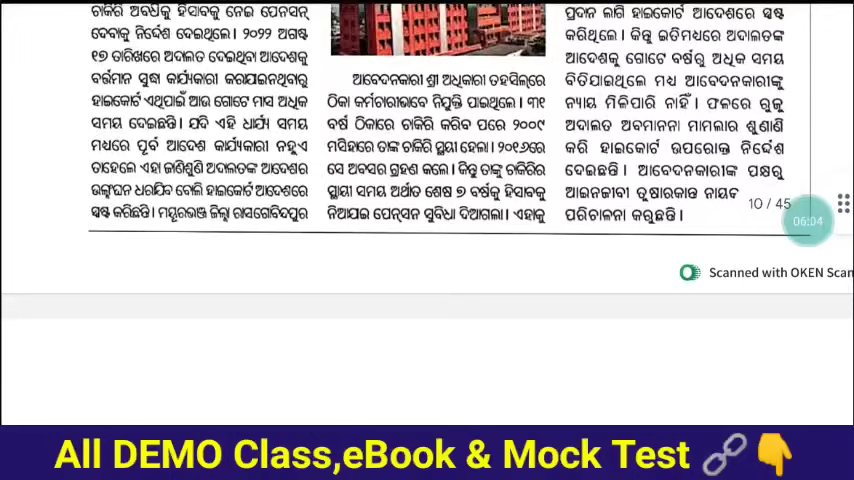 ଚାକିରି ଅବଧିକୁ ହିସାବକୁ ନେଇ ପେନସନ୍
ଦେବାକୁ ନିର୍ଦ୍ଦେଶ ଦେଇଥିଲେ । ୨୦୨୨ ଅଗଷ୍ଟ
୧୭ ତାରିଖରେ ଅଦାଲତ ଦେଇଥିବା ଆଦେଶକୁ
ବର୍ତ୍ତମାନ ସୁଦ୍ଧା କାର୍ଯ୍ୟକାରୀ କରାଯାଇନଥିବାରୁ
ହାଇକୋର୍ଟ ଏଥିପାଇଁ ଆଉ ଗୋଟେ ମାସ ଅଧିକ
ସମୟ ଦେଇଛନ୍ତି । ଯଦି ଏହି ଧାର୍ଯ୍ୟ ସମୟ
ମଧ୍ୟରେ ପୂର୍ବ ଆଦେଶ କାର୍ଯ୍ୟକାରୀ ନହୁଏ
ତାହେଲେ ଏହା ଜାଣିଶୁଣି ଅଦାଲତଙ୍କ ଆଦେଶର
ଉଲ୍ଲଂଘନ ଧରାଯିବ ବୋଲି ହାଇକୋର୍ଟ ଆଦେଶରେ
ସ୍ପଷ୍ଟ କରିଛନ୍ତି । ମୟୂରଭଞ୍ଜ ଜିଲ୍ଲା ରାସଗୋବିନ୍ଦପୁର
ଆବେଦନକାରୀ ଶ୍ରୀ ଅଧିକାରୀ ତହସିଲ୍‌ରେ
ଠିକା କର୍ମଚାରୀଭାବେ ନିଯୁକ୍ତି ପାଇଥିଲେ । ୩୧
ବର୍ଷ ଠିକାରେ ଚାକିରି କରିବା ପରେ ୨୦୦୯
ମସିହାରେ ତାଙ୍କ ଚାକିରି ସ୍ଥାୟୀ ହେଲା । ୨୦୧୬ରେ
ସେ ଅବସର ଗ୍ରହଣ କଲେ । କିନ୍ତୁ ତାଙ୍କୁ ଚାକିରିର
ସ୍ଥାୟୀ ସମୟ ଅର୍ଥାତ ଶେଷ ୭ ବର୍ଷକୁ ହିସାବକୁ
ନିଆଯାଇ ପେନ୍‌ସନ ସୁବିଧା ଦିଆଗଲା । ଏହାକୁ
ପ୍ରଦାନ ଲାଗି ହାଇକୋର୍ଟ ଆଦେଶରେ ସ୍ପଷ୍ଟ
କରିଥିଲେ । କିନ୍ତୁ ଇତିମଧ୍ୟରେ ଅଦାଲତଙ୍କ
ଆଦେଶକୁ ଗୋଟେ ବର୍ଷରୁ ଅଧିକ ସମୟ
ବିତିଯାଇଥିଲେ ମଧ୍ୟ ଆବେଦନକାରୀଙ୍କୁ
ନ୍ୟାୟ ମିଳିପାରି ନାହିଁ । ଫଳରେ ରୁଜୁ
ଅଦାଲତ ଅବମାନନା ମାମଲାର ଶୁଣାଣି
କରି ହାଇକୋର୍ଟ ଉପରୋକ୍ତ ନିର୍ଦ୍ଦେଶ
ଦେଇଛନ୍ତି । ଆବେଦନକାରୀଙ୍କ ପକ୍ଷରୁ
ଆଇନଜୀବୀ ତୁଷାରକାନ୍ତ ନାୟକ
ପରିଚାଳନା କରୁଛନ୍ତି ।
10 / 45
06:04
Scanned with OKEN Scan
All DEMO Class,eBook & Mock Test